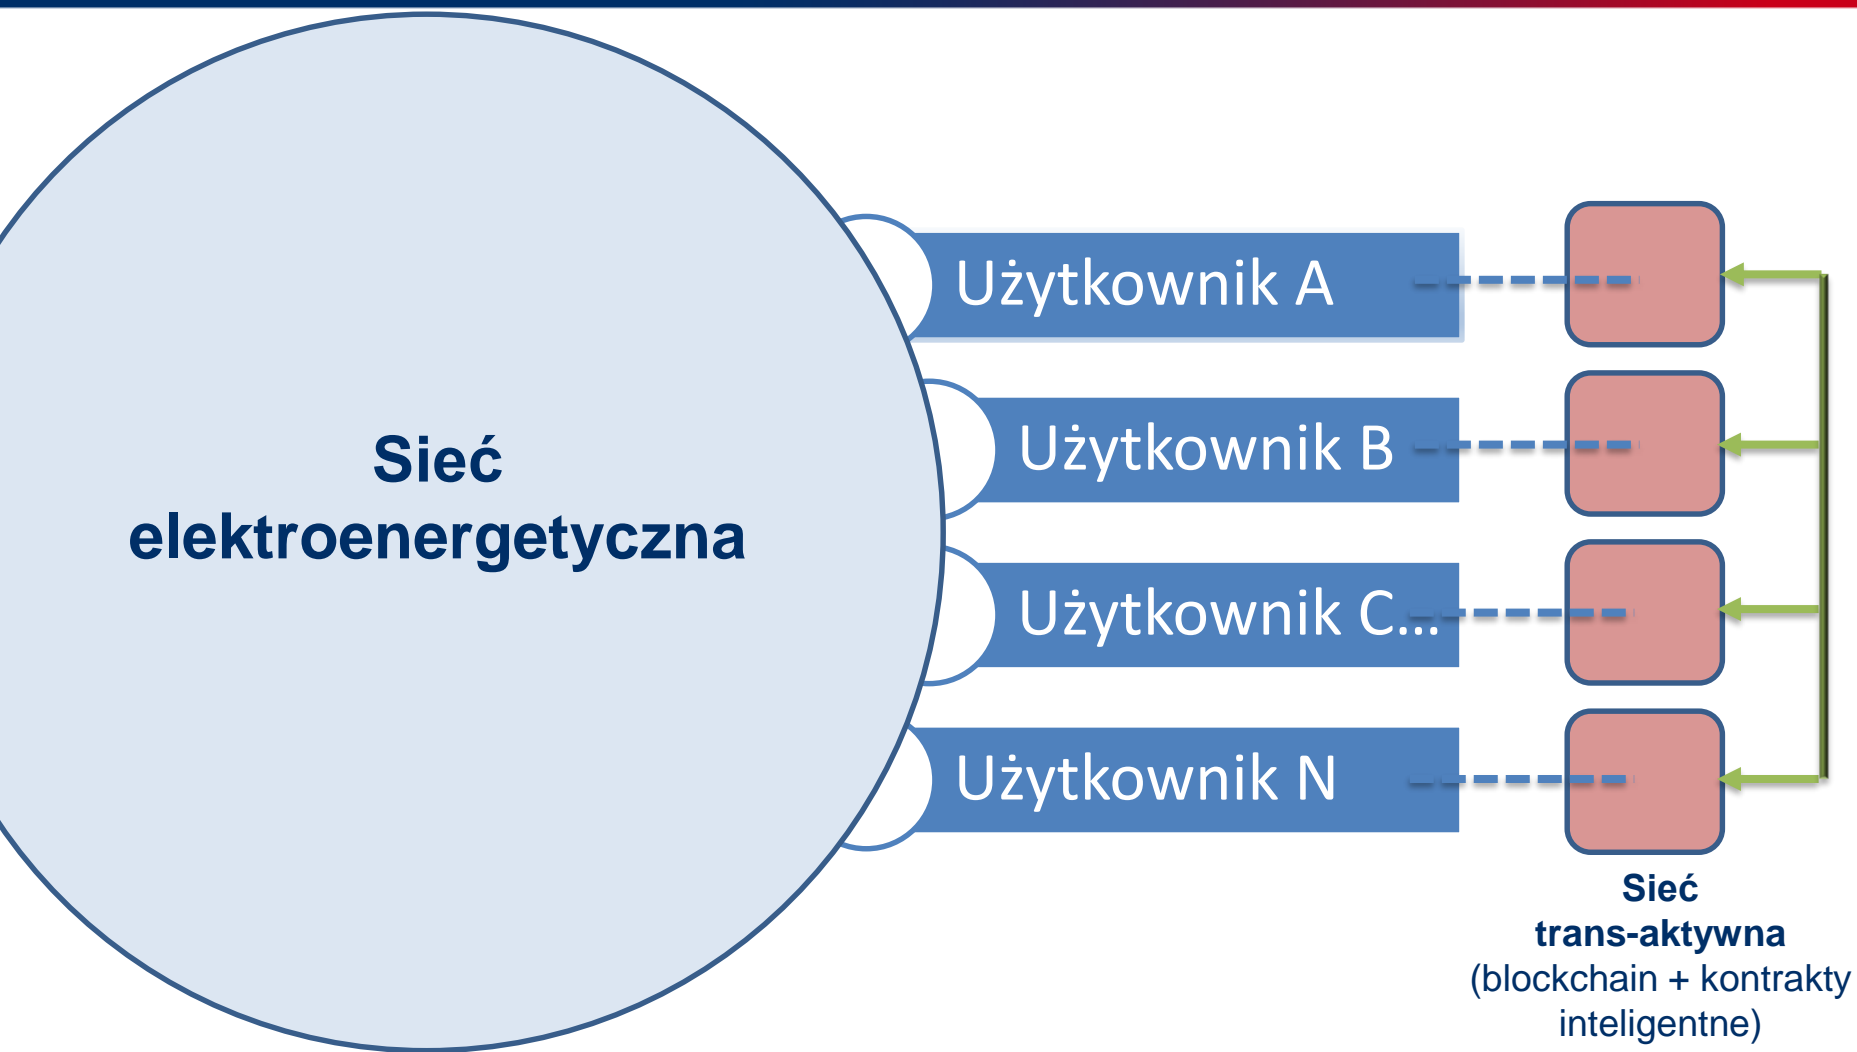 Sieć
elektroenergetyczna
Użytkownik A
Użytkownik B
Użytkownik C...
Użytkownik N
Sieć
trans-aktywna
(blockchain + kontrakty
inteligentne)